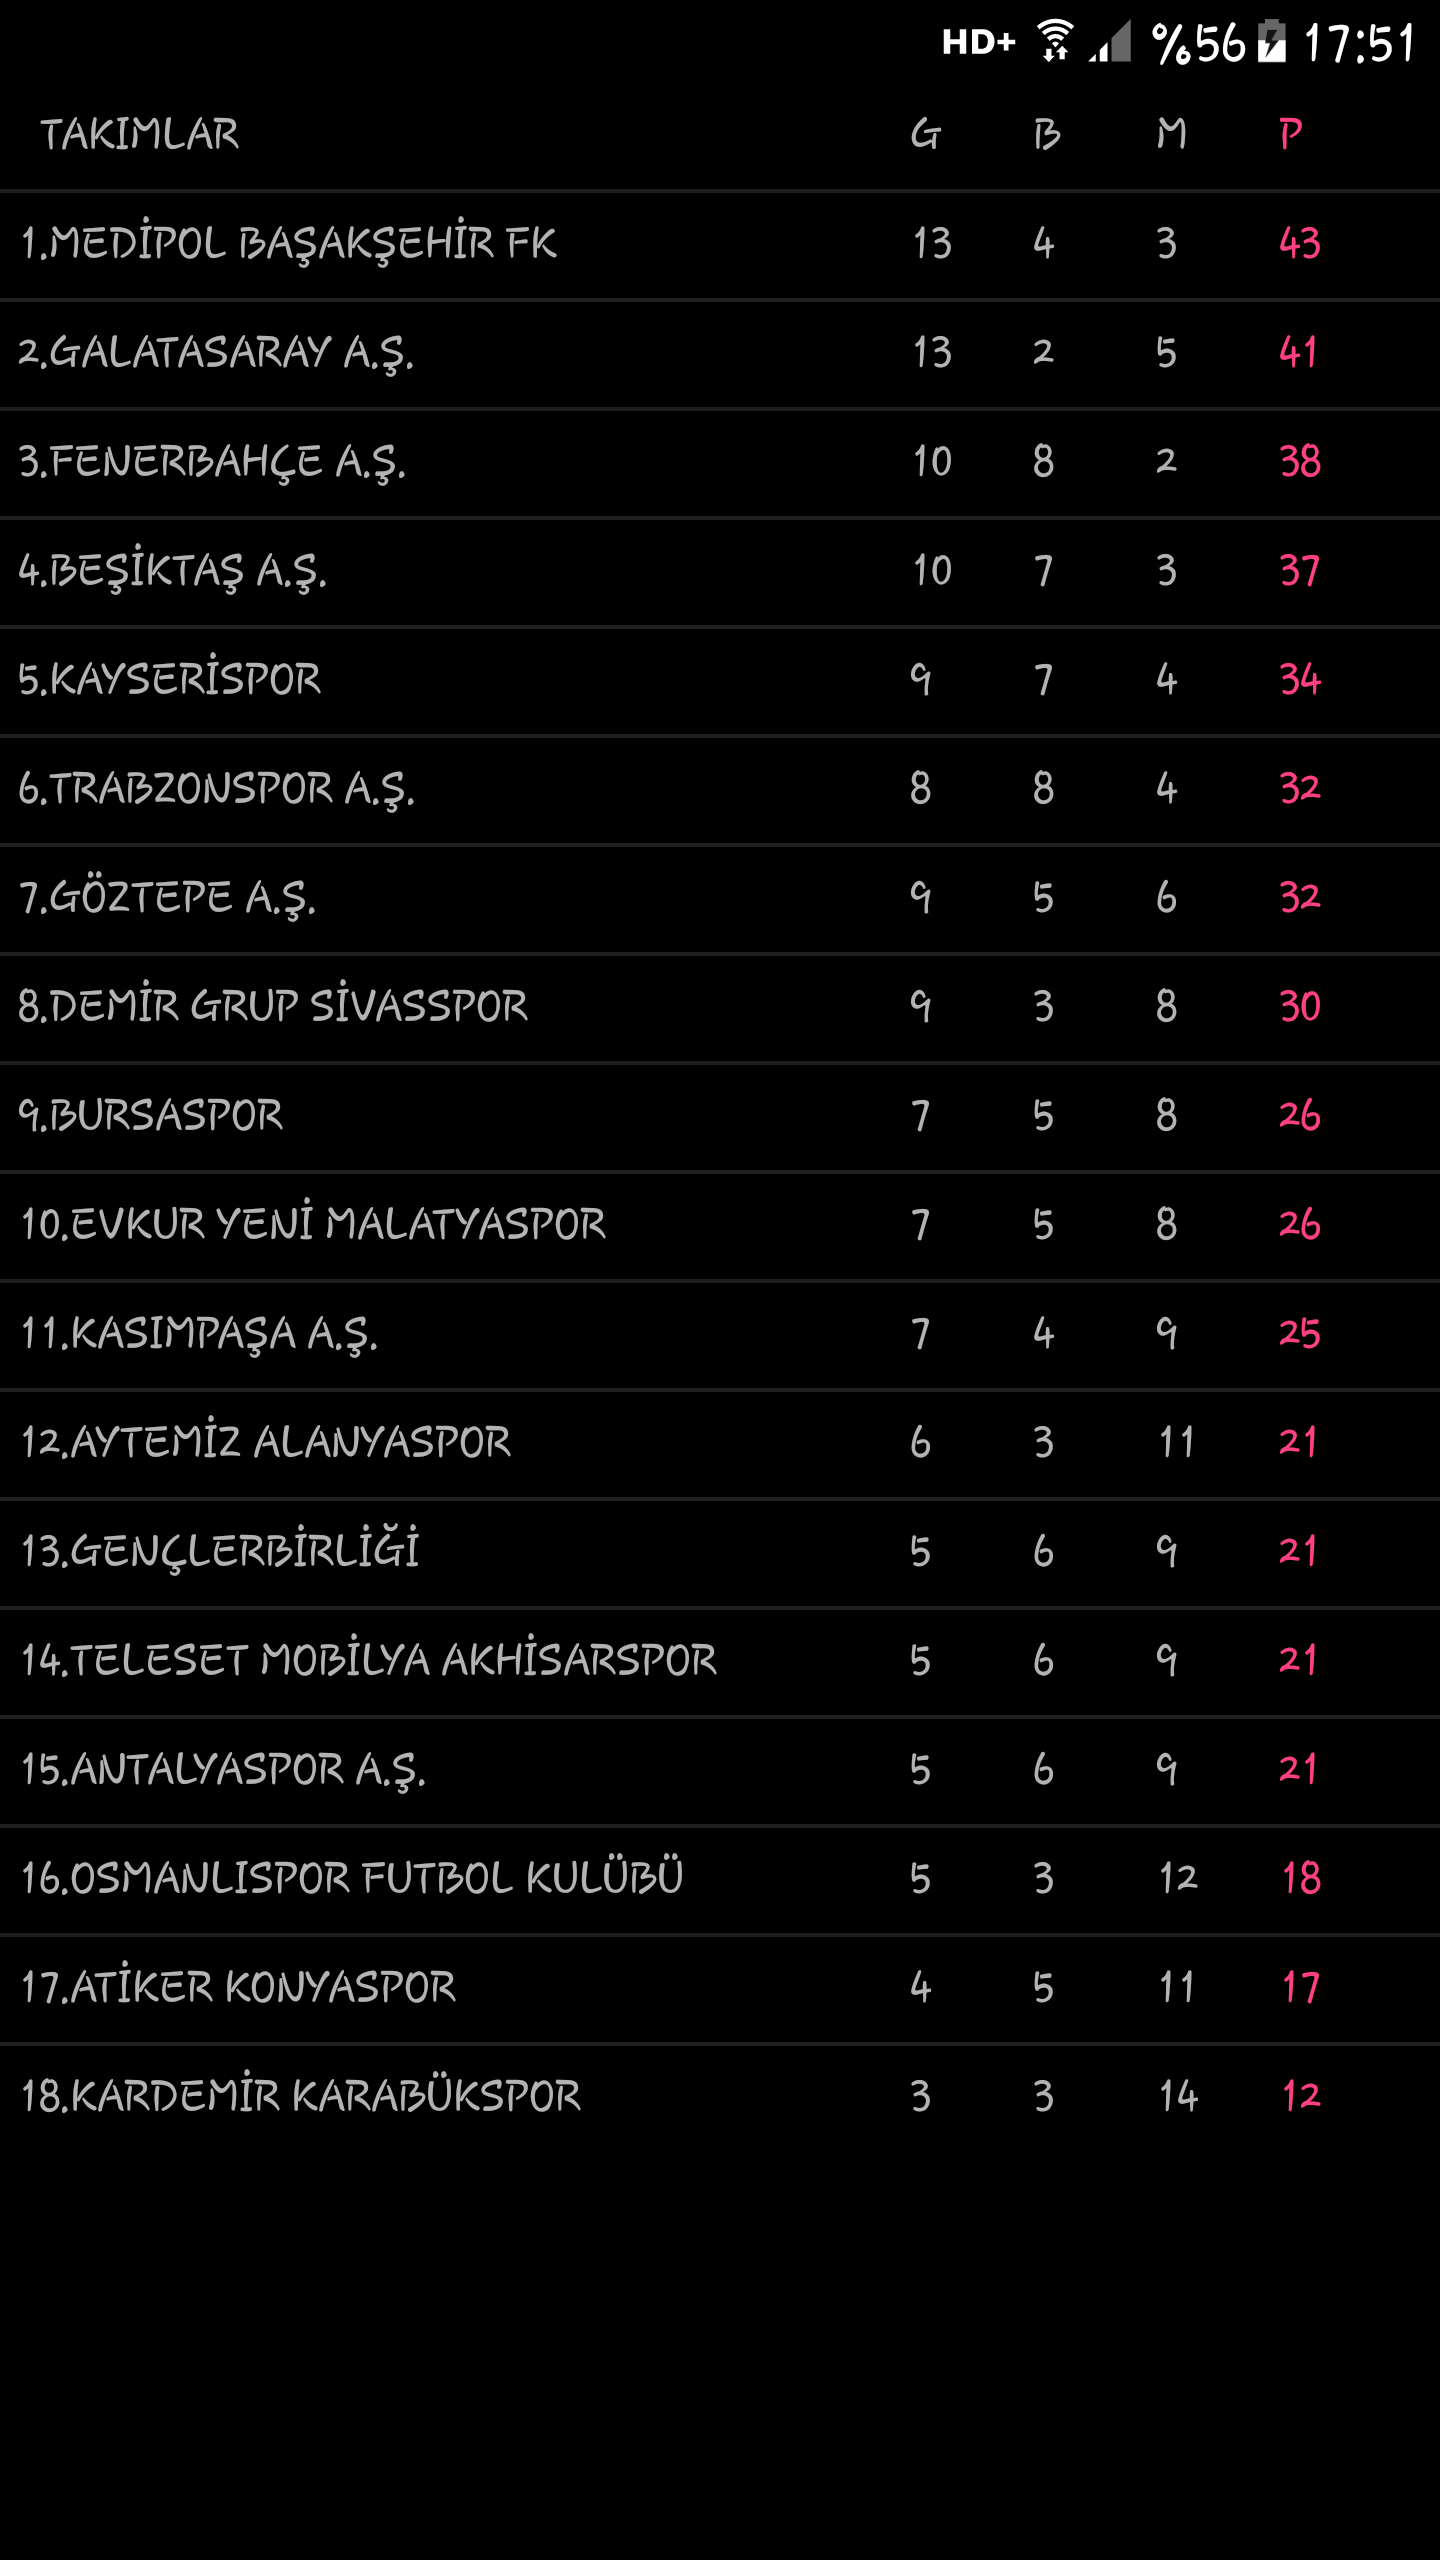 HD+ %56 17:51
TAKIMLAR G B M P
1.MEDİPOL BAŞAKŞEHİR FK 13 4 3 43
2.GALATASARAY A.Ş. 13 2 5 41
3.FENERBAHÇE A.Ş. 10 8 2 38
4.BEŞİKTAŞ A.Ş. 10 7 3 37
5.KAYSERİSPOR 9 7 4 34
6.TRABZONSPOR A.Ş. 8 8 4 32
7.GÖZTEPE A.Ş. 9 5 6 32
8.DEMİR GRUP SİVASSPOR 9 3 8 30
9.BURSASPOR 7 5 8 26
10.EVKUR YENİ MALATYASPOR 7 5 8 26
11.KASIMPAŞA A.Ş. 7 4 9 25
12.AYTEMİZ ALANYASPOR 6 3 11 21
13.GENÇLERBİRLİĞİ 5 6 9 21
14.TELESET MOBİLYA AKHİSARSPOR 5 6 9 21
15.ANTALYASPOR A.Ş. 5 6 9 21
16.OSMANLISPOR FUTBOL KULÜBÜ 5 3 12 18
17.ATİKER KONYASPOR 4 5 11 17
18.KARDEMİR KARABÜKSPOR 3 3 14 12